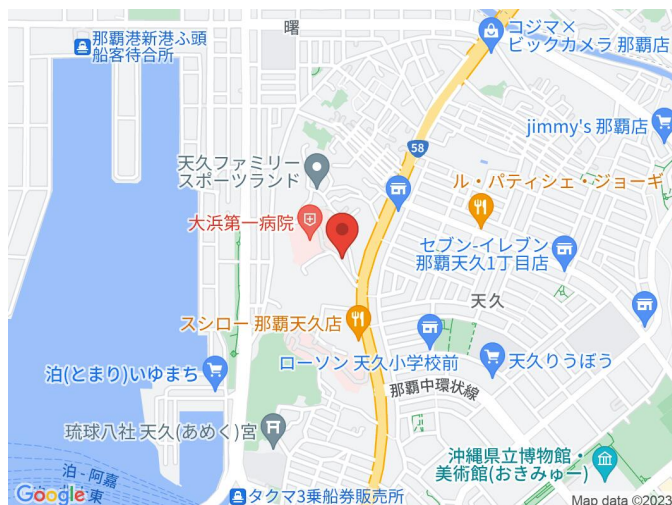 那覇港新港ふ頭
船客待合所
曙
コジマ×
ビックカメラ 那覇店
jimmy's 那覇店
58
天久ファミリー
スポーツランド
ル・パティシェ・ジョーギ
大浜第一病院
セブン-イレブン
那覇天久1丁目店
天久
スシロー 那覇天久店
ローソン 天久小学校前
天久りうぼう
泊(とまり)いゆまち
那覇中環状線
琉球八社 天久(あめく)宮
沖縄県立博物館・
美術館(おきみゅー)
泊 - 阿嘉
東
Google
タクマ3乗船券販売所
Map data ©2023